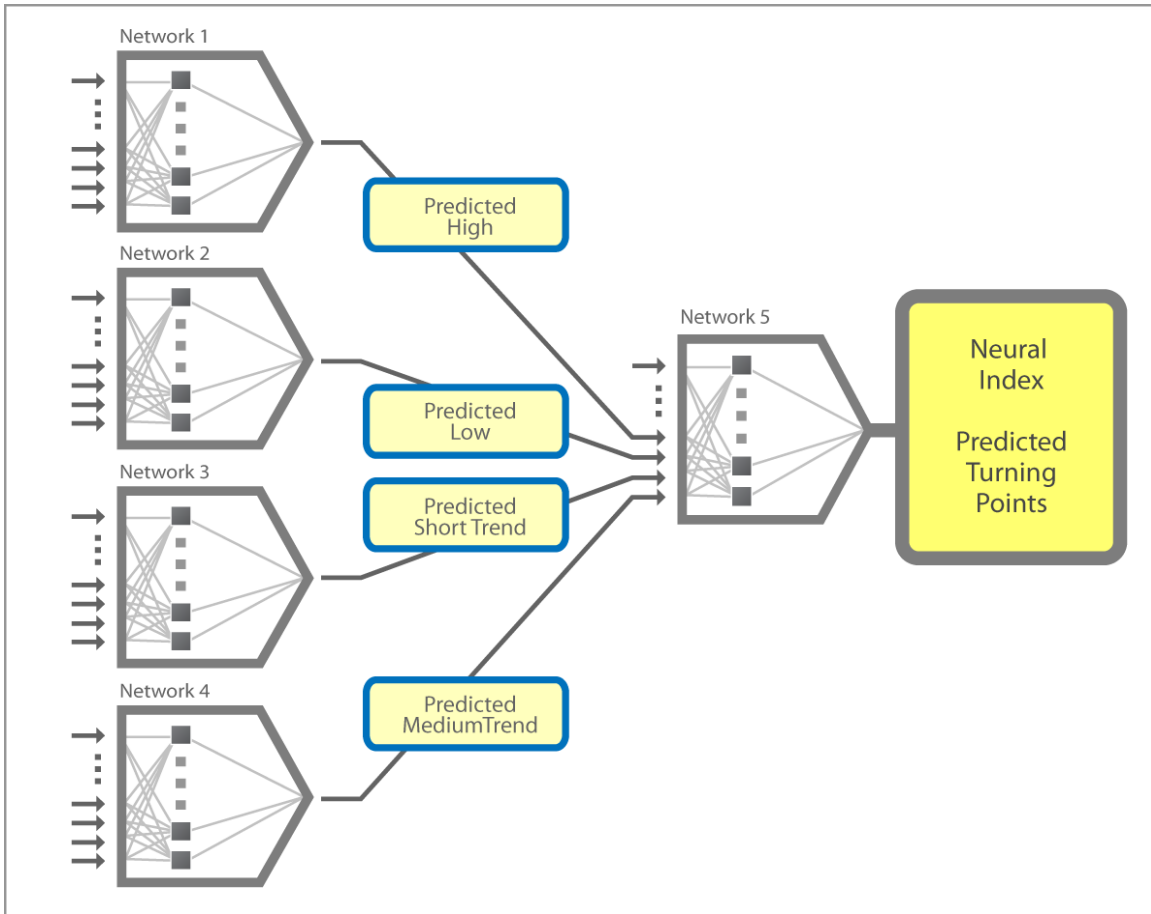 Network 1
Predicted
High
Network 2
Predicted
Low
Network 3
Predicted
Short Trend
Network 4
Predicted
MediumTrend
Network 5
Neural
Index
Predicted
Turning
Points